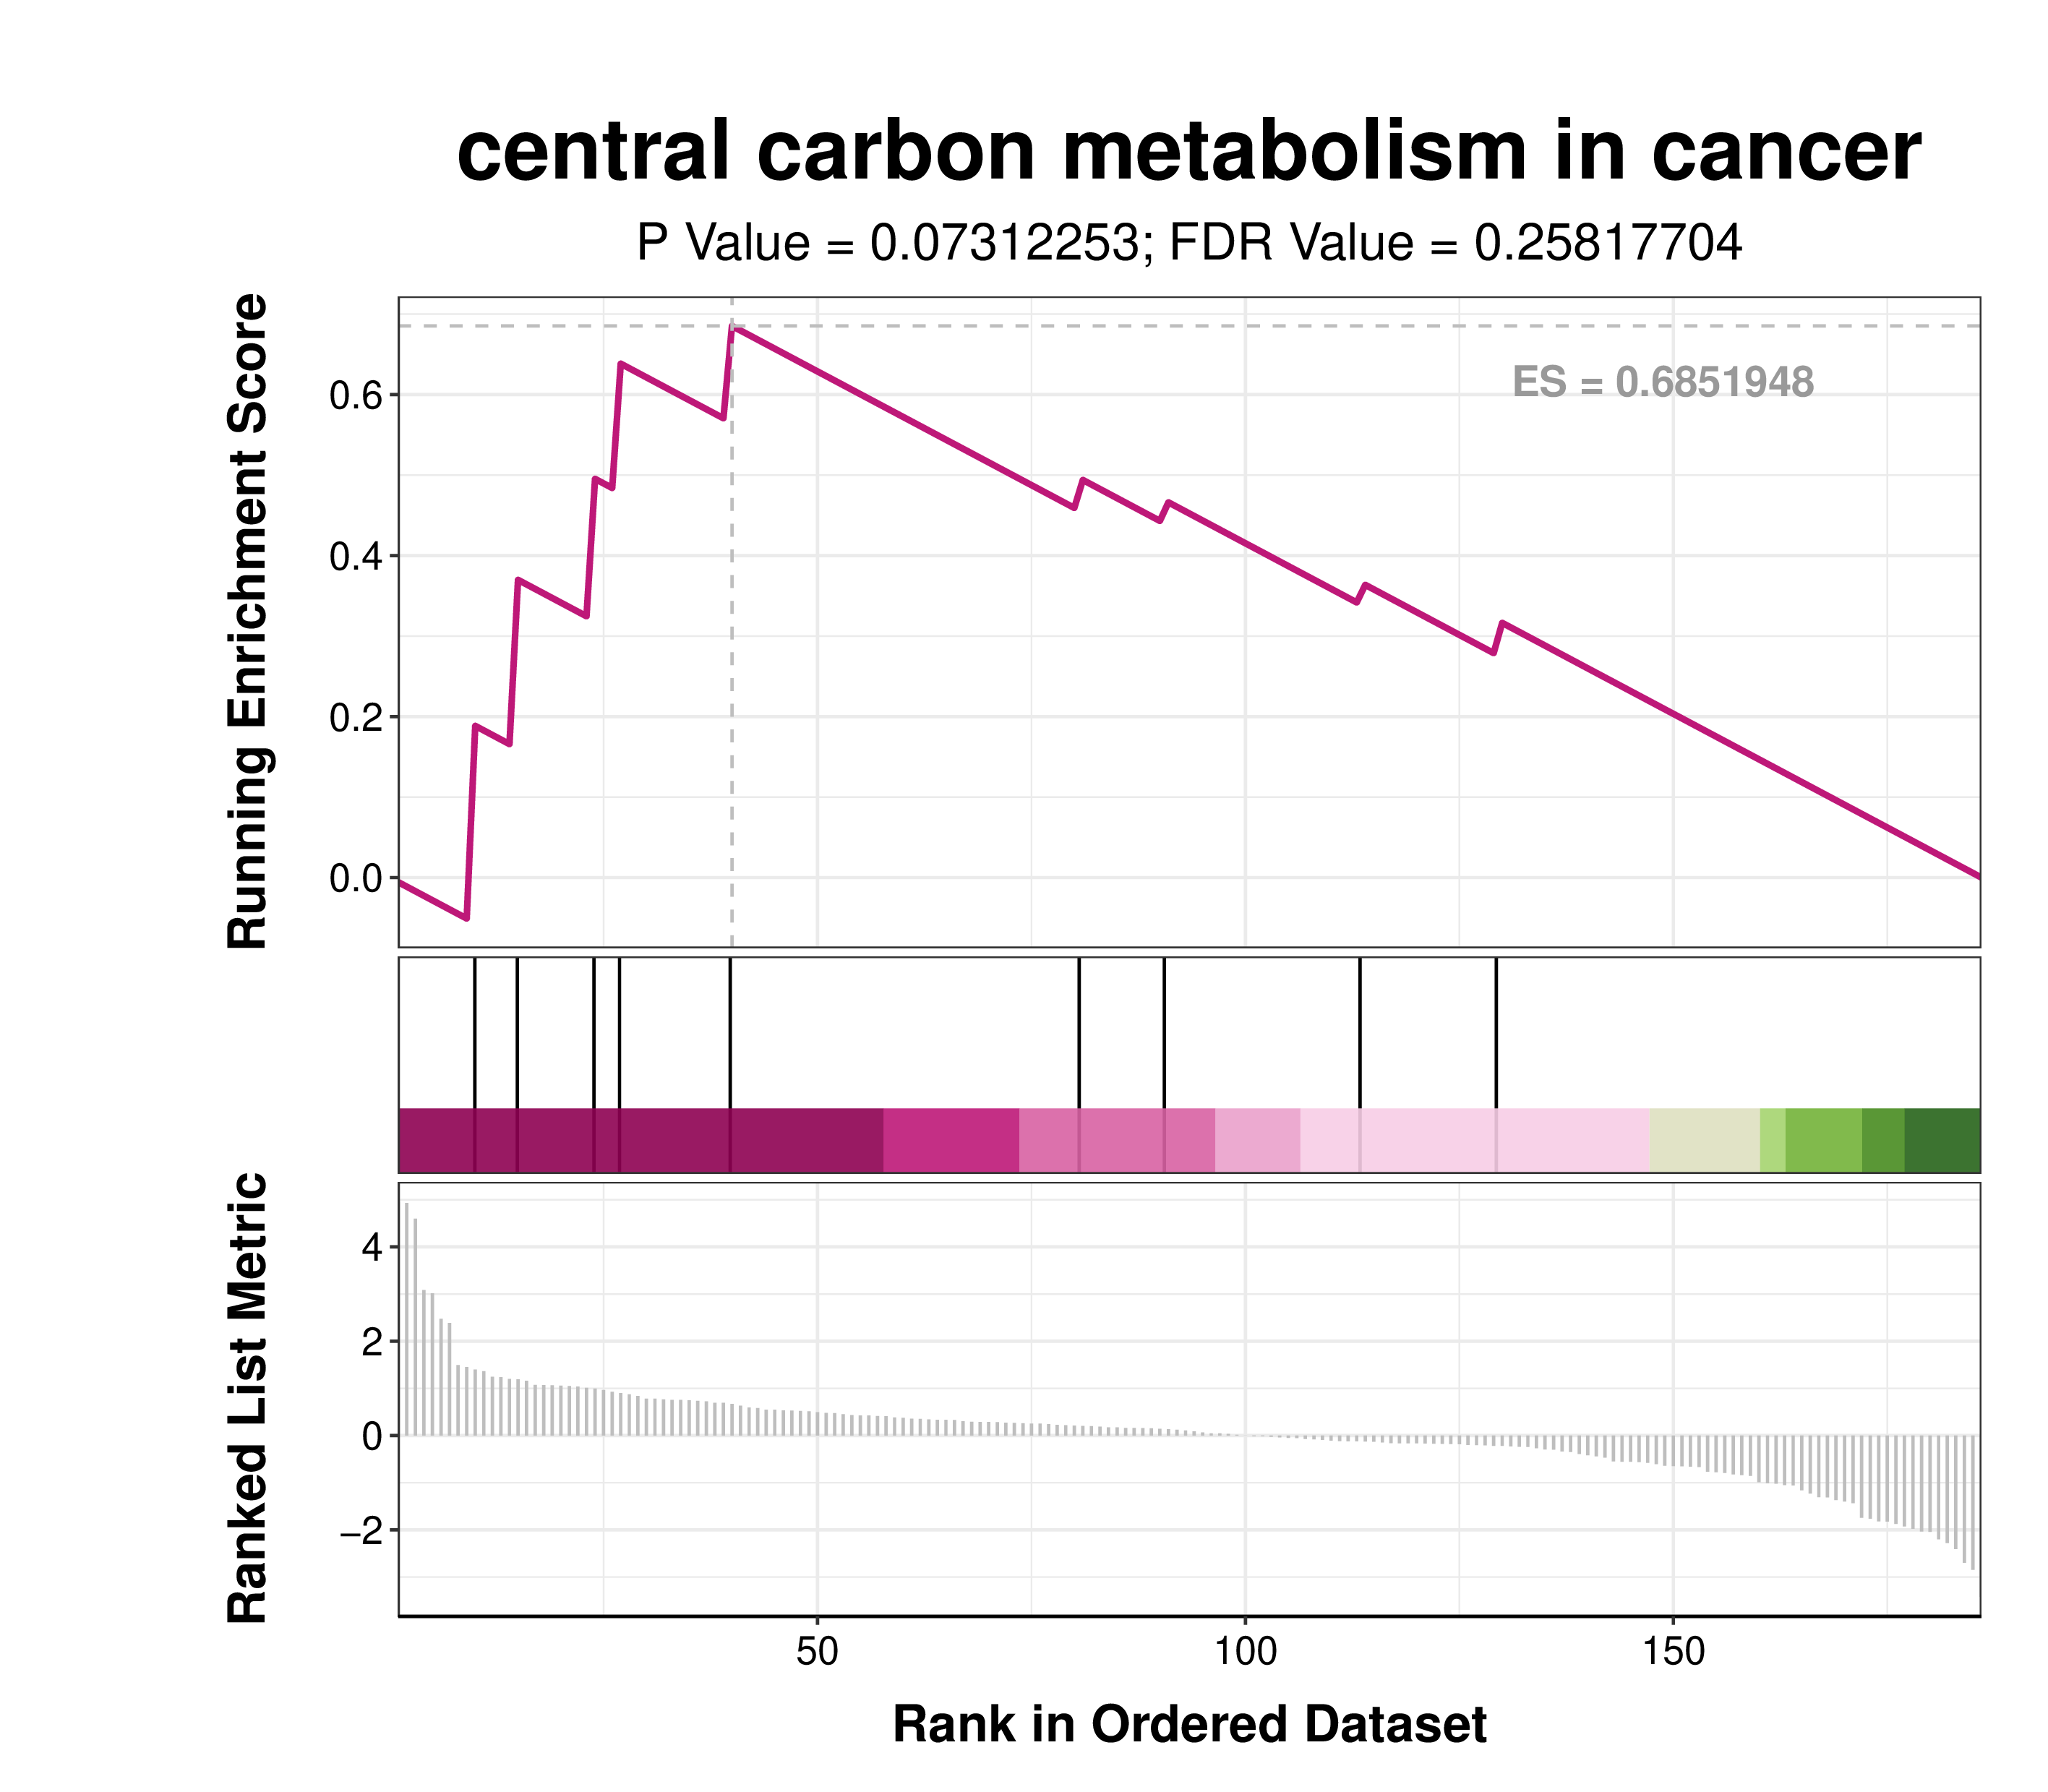 central carbon metabolism in cancer
P Value = 0.07312253; FDR Value = 0.25817704
Running Enrichment Score
0.6
0.4
0.2
0.0
ES = 0.6851948
Ranked List Metric
4
2
0
−2
50 100 150
Rank in Ordered Dataset